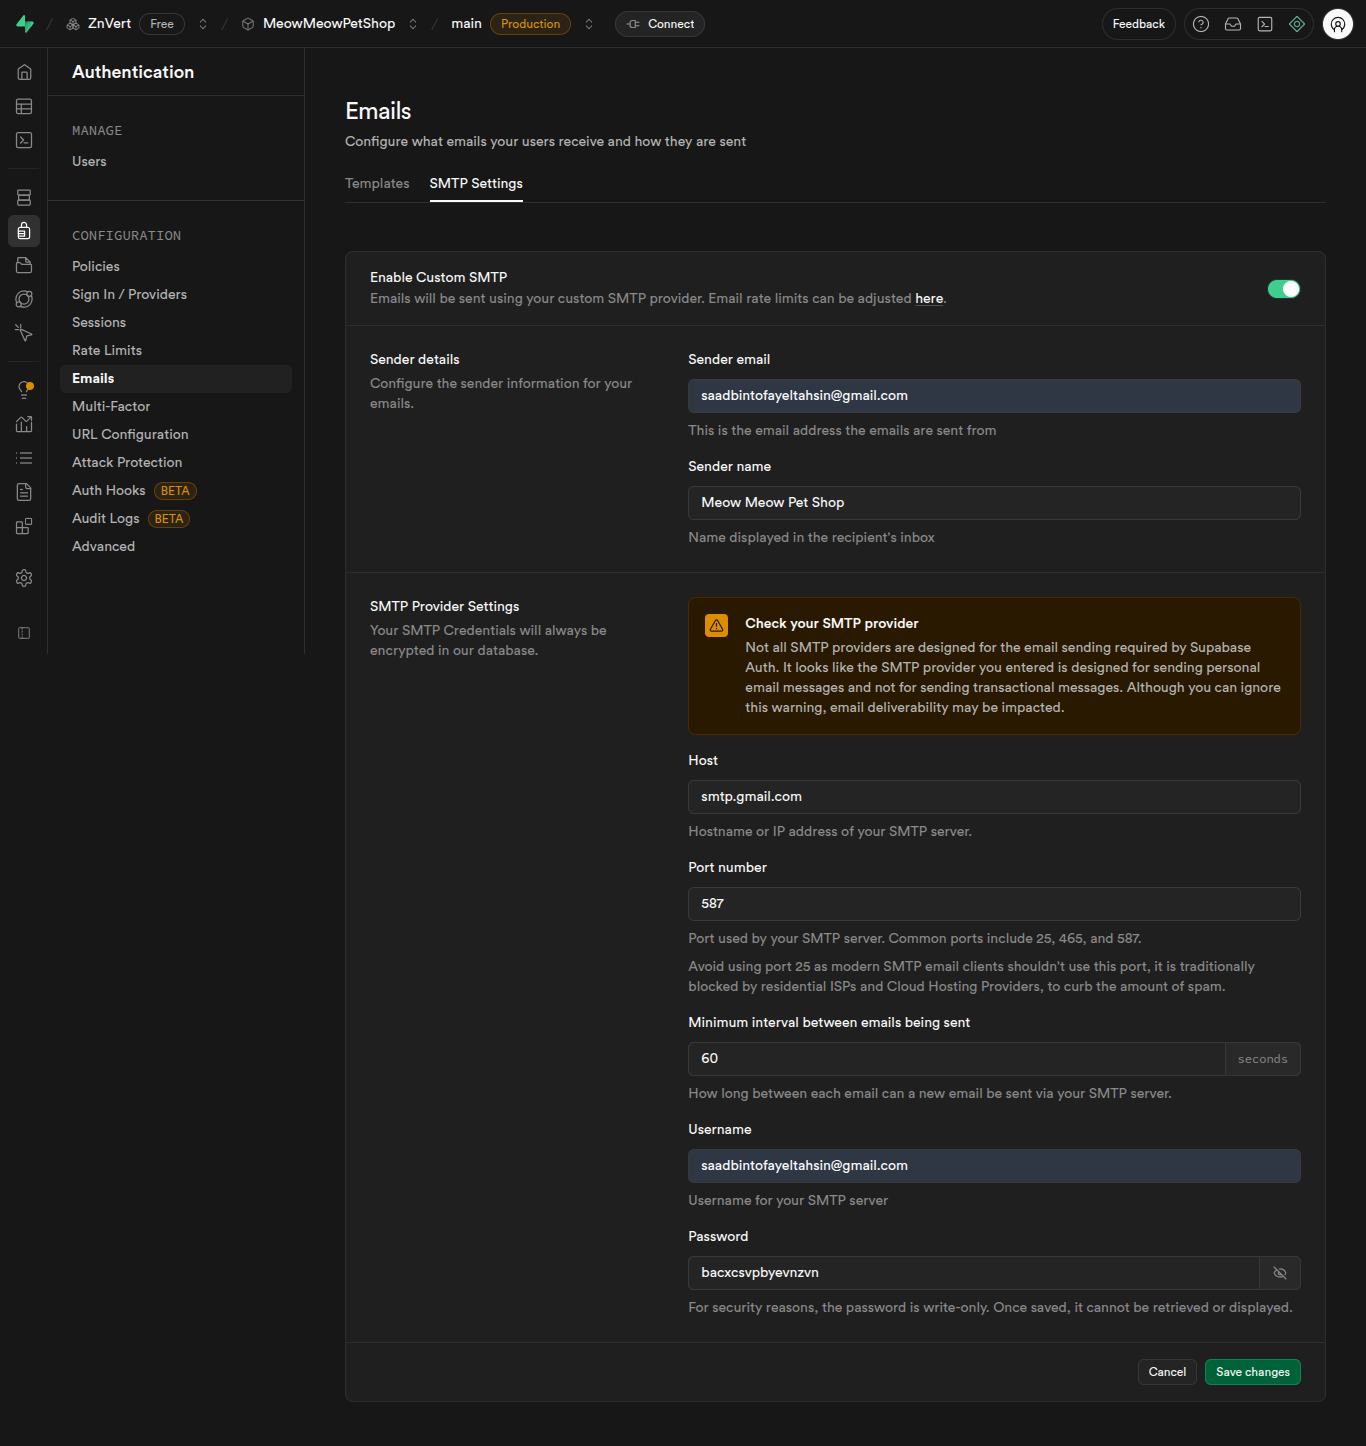 ZnVert Free MeowMeowPetShop main Production Connect Feedback
Authentication
MANAGE
Users
CONFIGURATION
Policies
Sign In / Providers
Sessions
Rate Limits
Emails
Multi-Factor
URL Configuration
Attack Protection
Auth Hooks BETA
Audit Logs BETA
Advanced
Emails
Configure what emails your users receive and how they are sent
Templates SMTP Settings
Enable Custom SMTP
Emails will be sent using your custom SMTP provider. Email rate limits can be adjusted here.
Sender details
Configure the sender information for your
emails.
Sender email
saadbintofayeltahsin@gmail.com
This is the email address the emails are sent from
Sender name
Meow Meow Pet Shop
Name displayed in the recipient's inbox
SMTP Provider Settings
Your SMTP Credentials will always be
encrypted in our database.
Check your SMTP provider
Not all SMTP providers are designed for the email sending required by Supabase
Auth. It looks like the SMTP provider you entered is designed for sending personal
email messages and not for sending transactional messages. Although you can ignore
this warning, email deliverability may be impacted.
Host
smtp.gmail.com
Hostname or IP address of your SMTP server.
Port number
587
Port used by your SMTP server. Common ports include 25, 465, and 587.
Avoid using port 25 as modern SMTP email clients shouldn't use this port, it is traditionally
blocked by residential ISPs and Cloud Hosting Providers, to curb the amount of spam.
Minimum interval between emails being sent
60 seconds
How long between each email can a new email be sent via your SMTP server.
Username
saadbintofayeltahsin@gmail.com
Username for your SMTP server
Password
bacxcsvpbyevnzvn
For security reasons, the password is write-only. Once saved, it cannot be retrieved or displayed.
Cancel Save changes